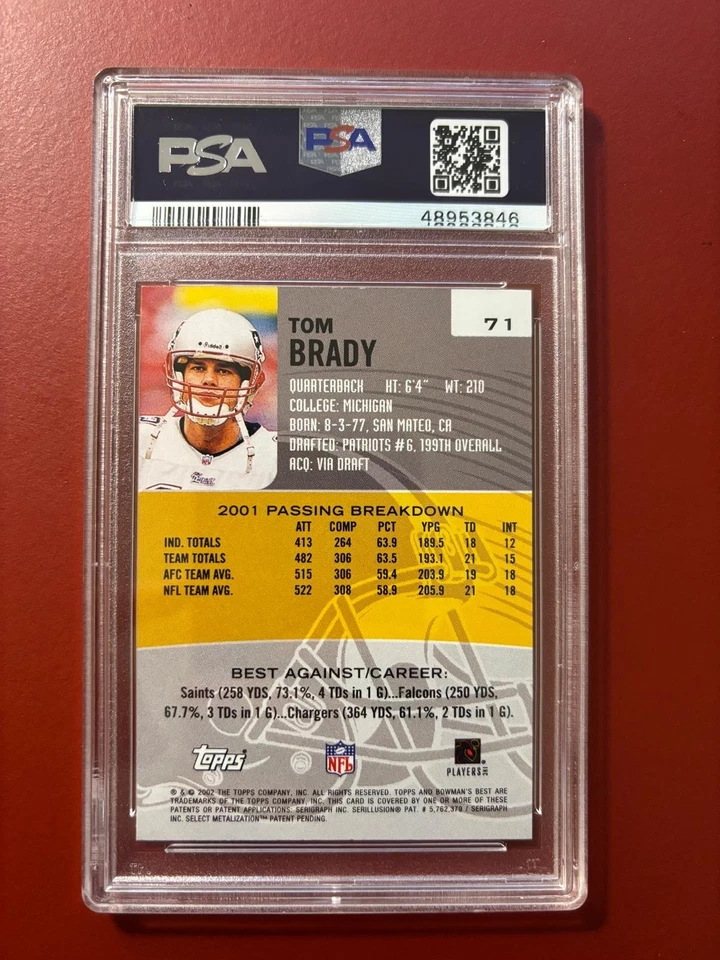 PSA PSA
48953846
71
TOM
BRADY
QUARTERBACK HT: 6'4" WT: 210
COLLEGE: MICHIGAN
BORN: 8-3-77, SAN MATEO, CA
DRAFTED: PATRIOTS #6, 199TH OVERALL
ACQ: VIA DRAFT
Riddell
2001 PASSING BREAKDOWN
ATT COMP PCT YPG TD INT
IND. TOTALS 413 264 63.9 189.5 18 12
TEAM TOTALS 482 306 63.5 193.1 21 15
AFC TEAM AVG. 515 306 59.4 203.9 19 18
NFL TEAM AVG. 522 308 58.9 205.9 21 18
BEST AGAINST/CAREER:
Saints (258 YDS, 73.1%, 4 TDs in 1 G)...Falcons (250 YDS,
67.7%, 3 TDs in 1 G)...Chargers (364 YDS, 61.1%, 2 TDs in 1 G).
TOPPS® NFL PLAYERS INC
® & © 2002 THE TOPPS COMPANY, INC. ALL RIGHTS RESERVED. TOPPS AND BOWMAN'S BEST ARE
TRADEMARKS OF THE TOPPS COMPANY, INC. THIS CARD IS COVERED BY ONE OR MORE OF THESE
PATENTS OR PATENT APPLICATIONS: SERIGRAPH INC. SERILLUSION® PAT. # 5,762,379 / SERIGRAPH
INC. SELECT METALIZATION™ PATENT PENDING.